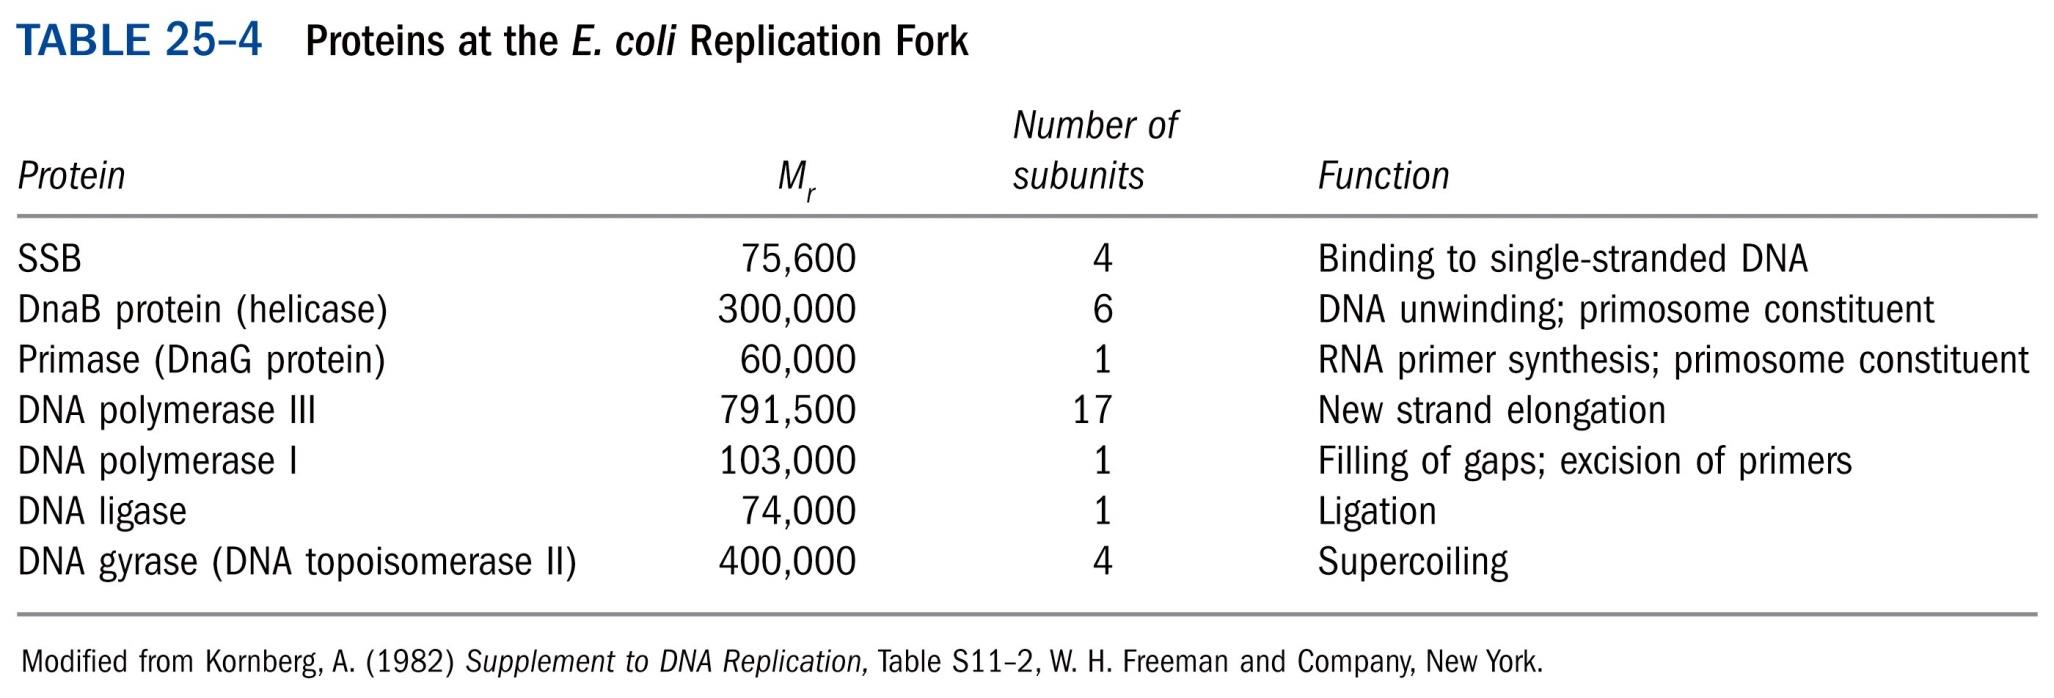 TABLE 25–4 Proteins at the E. coli Replication Fork
Number of
Protein Mr subunits Function
SSB 75,600 4 Binding to single-stranded DNA
DnaB protein (helicase) 300,000 6 DNA unwinding; primosome constituent
Primase (DnaG protein) 60,000 1 RNA primer synthesis; primosome constituent
DNA polymerase III 791,500 17 New strand elongation
DNA polymerase I 103,000 1 Filling of gaps; excision of primers
DNA ligase 74,000 1 Ligation
DNA gyrase (DNA topoisomerase II) 400,000 4 Supercoiling
Modified from Kornberg, A. (1982) Supplement to DNA Replication, Table S11–2, W. H. Freeman and Company, New York.